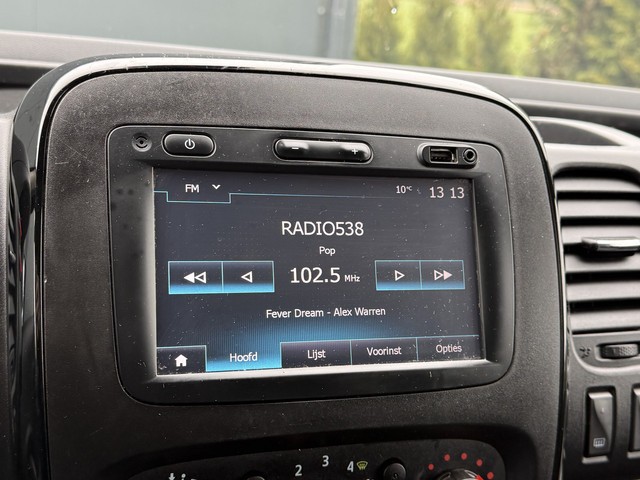 FM
10°C
13 13
RADIO538
Pop
102.5 MHz
Fever Dream - Alex Warren
Hoofd
Lijst
Voorinst
Opties
2 3 4